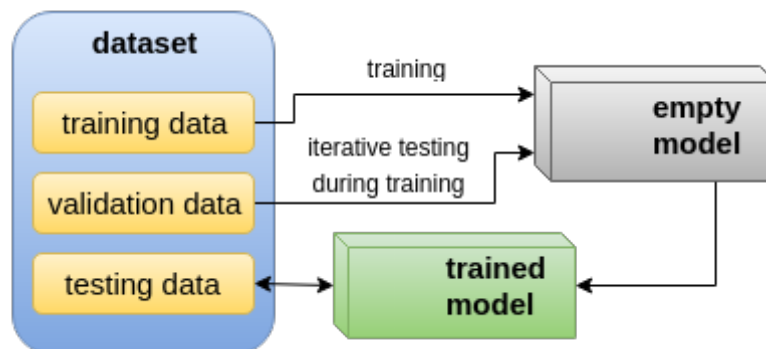 dataset
training data
validation data
testing data
training
iterative testing
during training
empty
model
trained
model